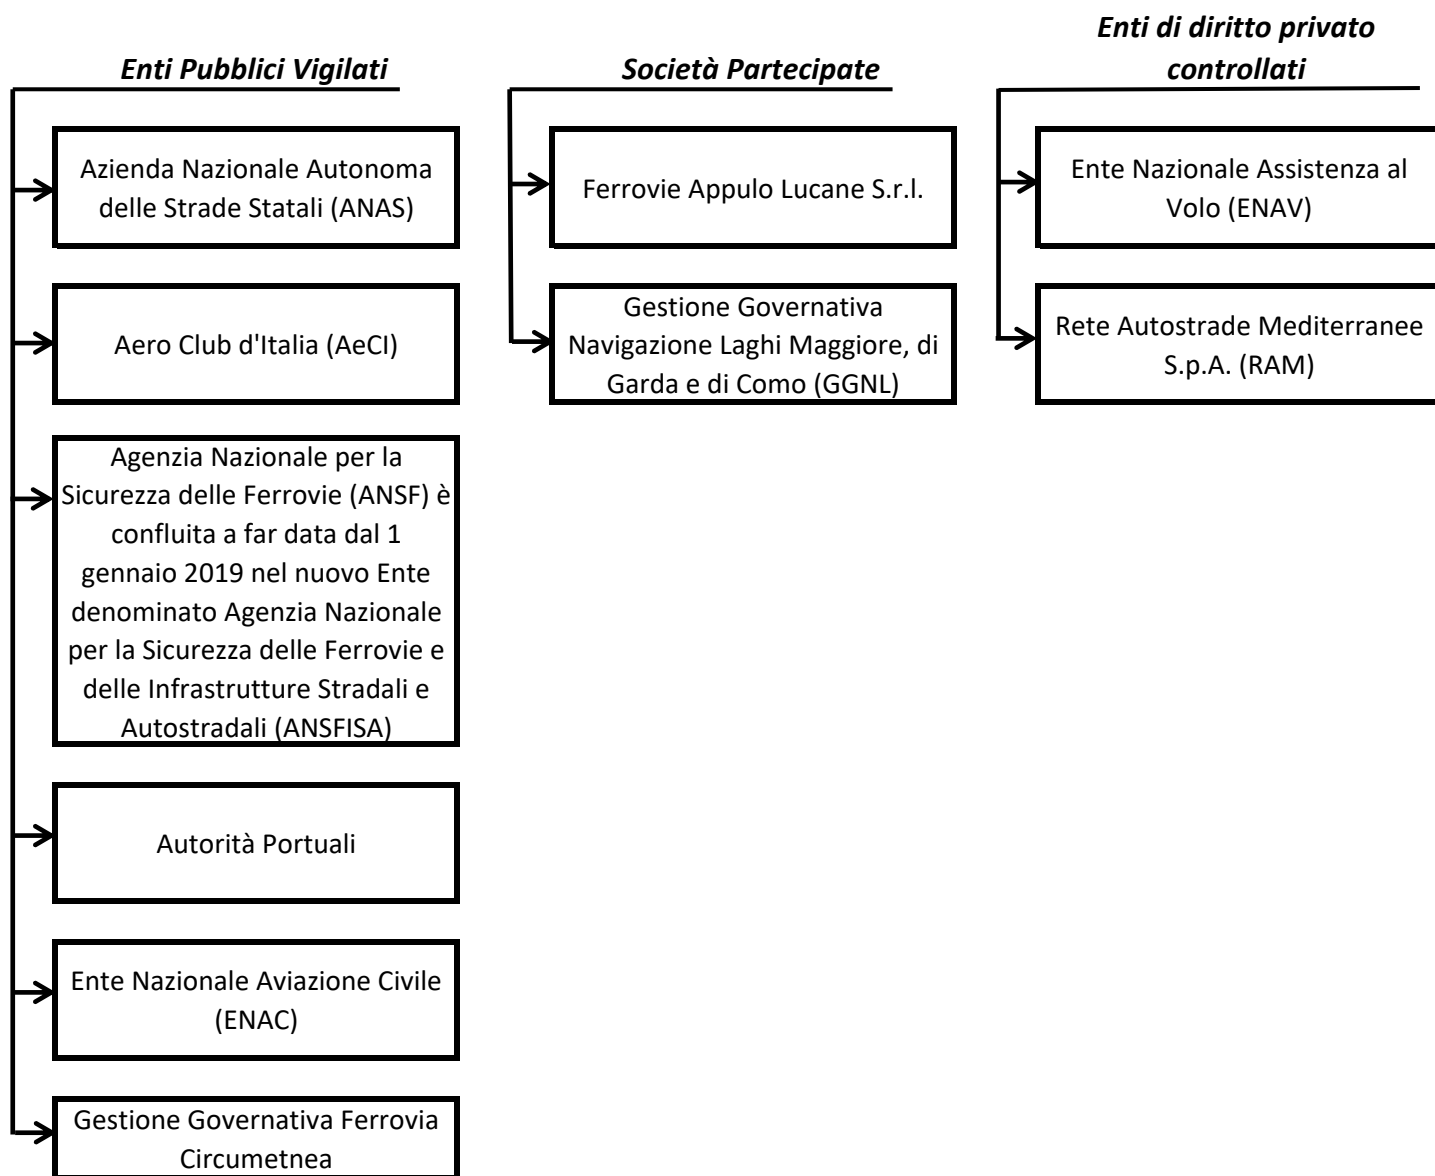 Enti Pubblici Vigilati
Azienda Nazionale Autonoma
delle Strade Statali (ANAS)
Aero Club d'Italia (AeCI)
Agenzia Nazionale per la
Sicurezza delle Ferrovie (ANSF) è
confluita a far data dal 1
gennaio 2019 nel nuovo Ente
denominato Agenzia Nazionale
per la Sicurezza delle Ferrovie e
delle Infrastrutture Stradali e
Autostradali (ANSFISA)
Autorità Portuali
Ente Nazionale Aviazione Civile
(ENAC)
Gestione Governativa Ferrovia
Circumetnea
Società Partecipate
Ferrovie Appulo Lucane S.r.l.
Gestione Governativa
Navigazione Laghi Maggiore, di
Garda e di Como (GGNL)
Enti di diritto privato
controllati
Ente Nazionale Assistenza al
Volo (ENAV)
Rete Autostrade Mediterranee
S.p.A. (RAM)